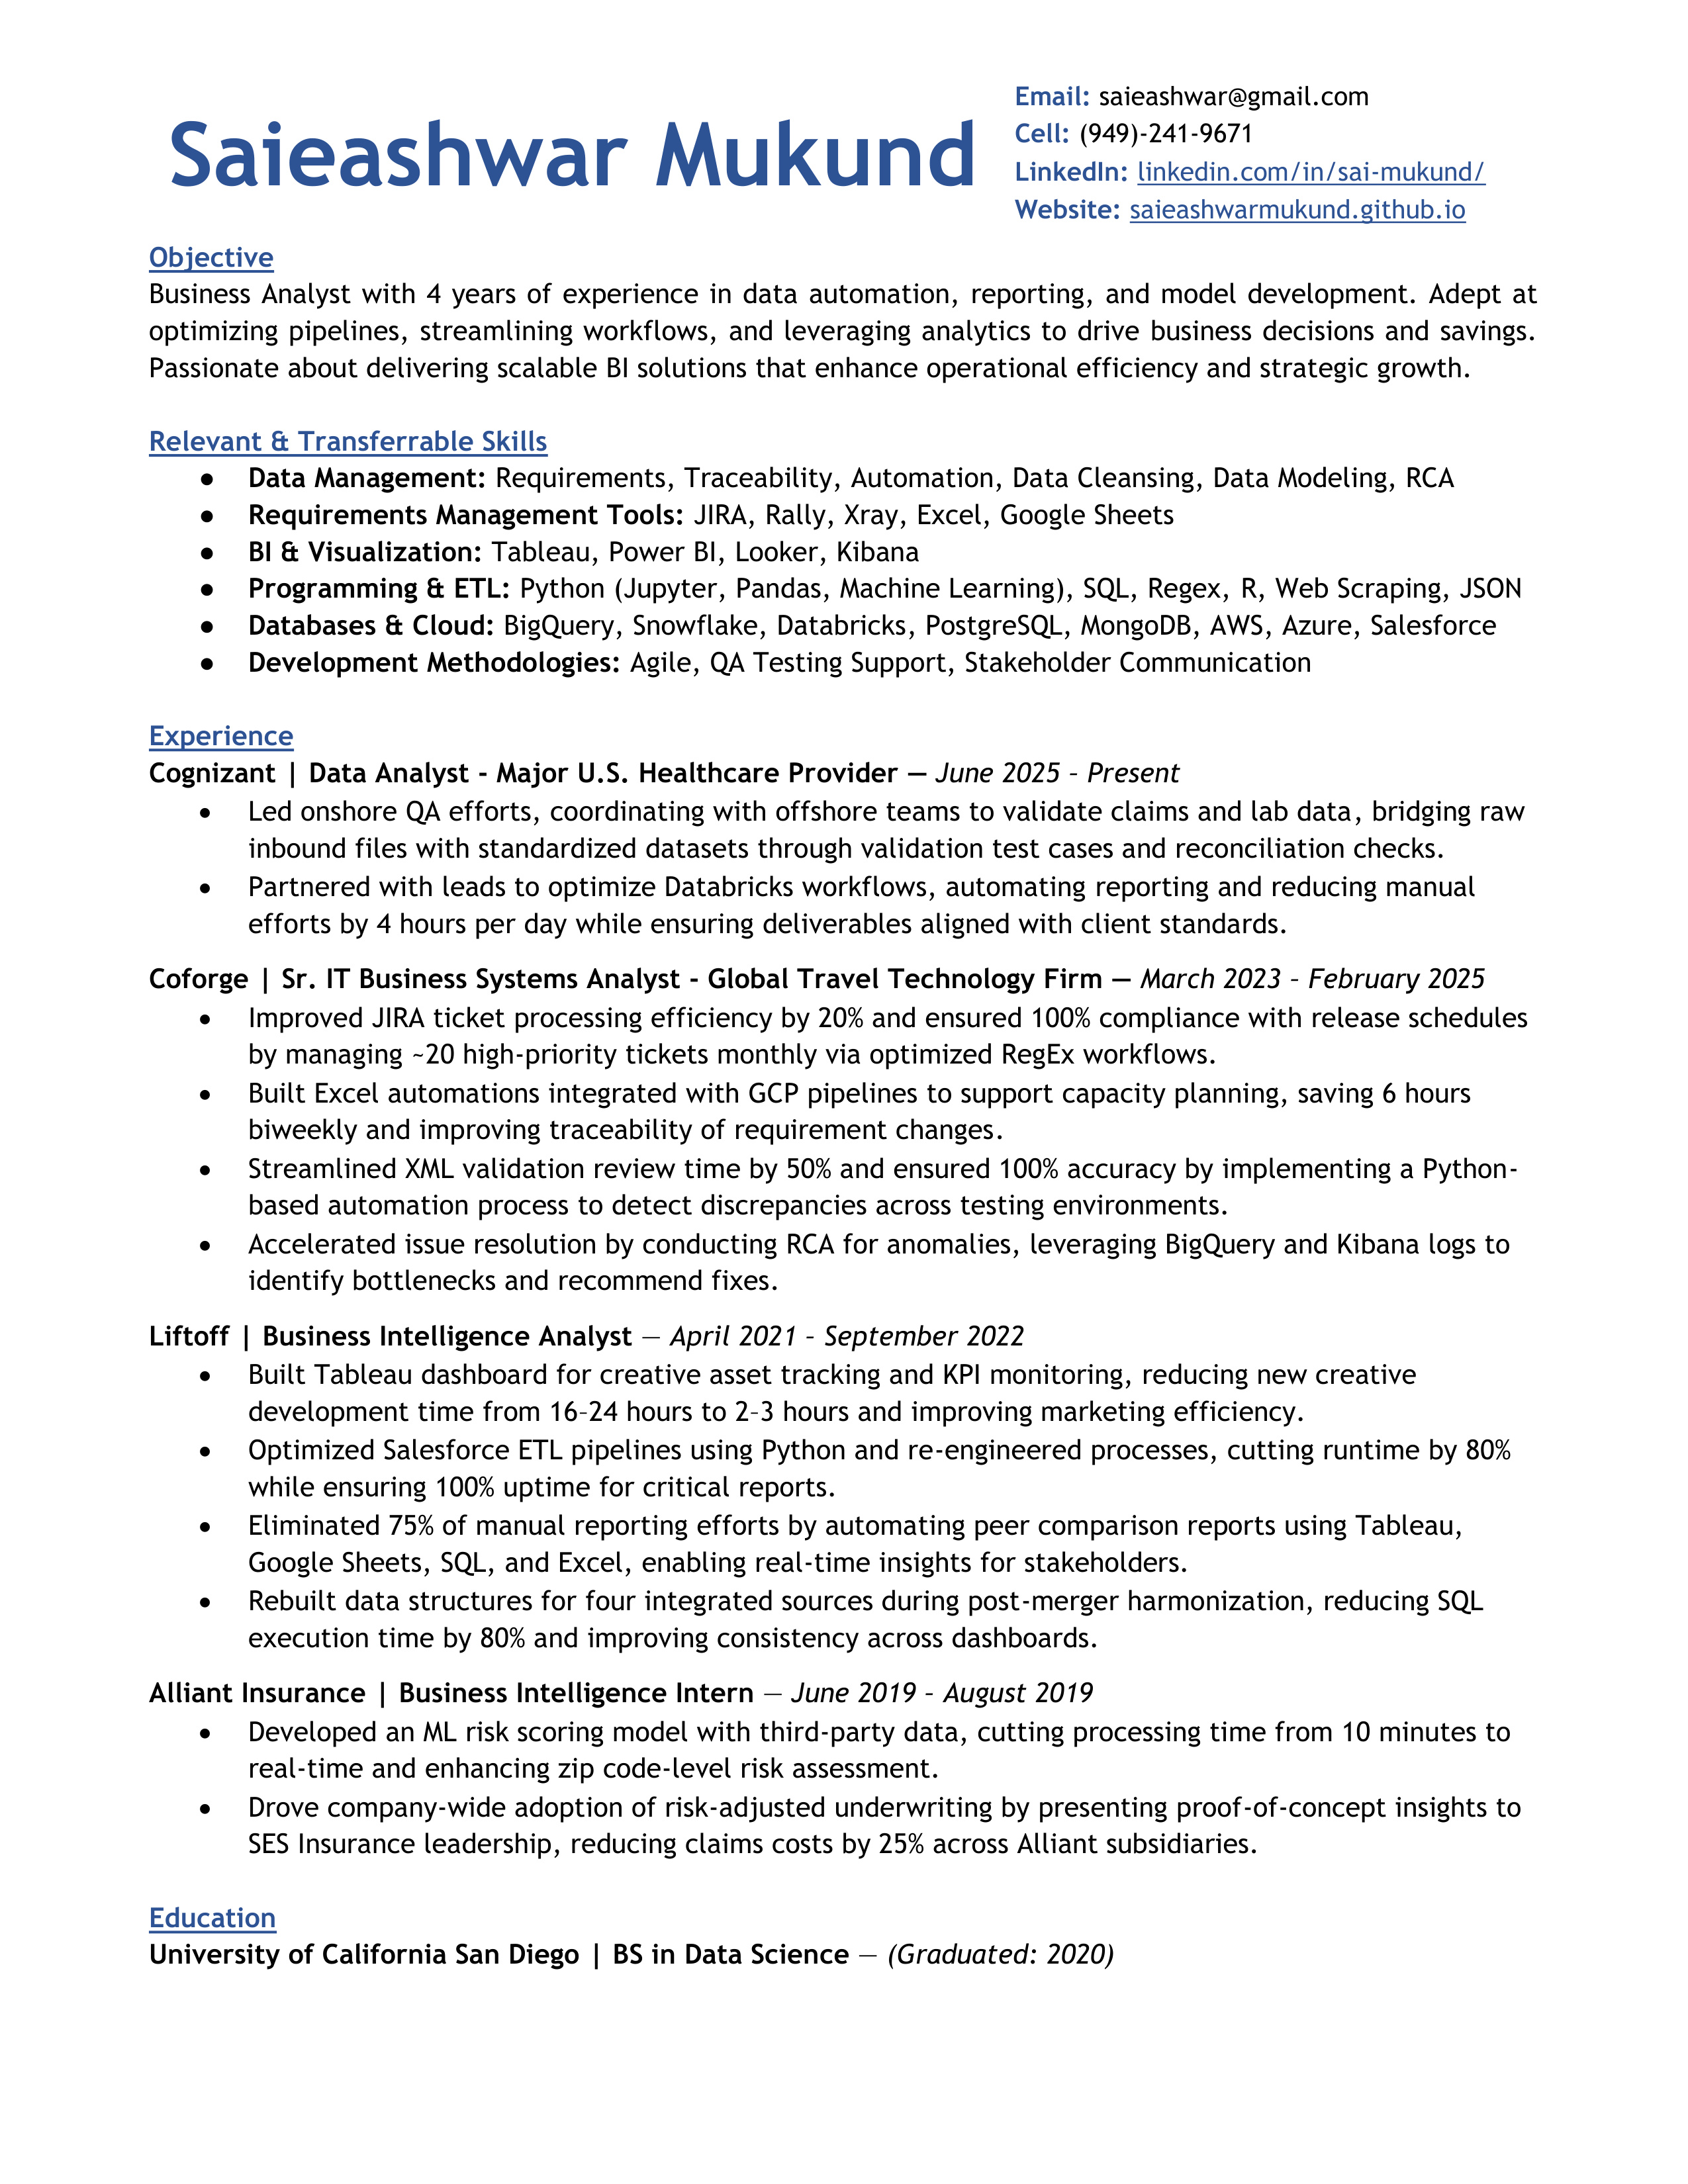 Saieashwar Mukund
Email: saieashwar@gmail.com
Cell: (949)-241-9671
LinkedIn: linkedin.com/in/sai-mukund/
Website: saieashwarmukund.github.io
Objective
Business Analyst with 4 years of experience in data automation, reporting, and model development. Adept at
optimizing pipelines, streamlining workflows, and leveraging analytics to drive business decisions and savings.
Passionate about delivering scalable BI solutions that enhance operational efficiency and strategic growth.
Relevant & Transferrable Skills
● Data Management: Requirements, Traceability, Automation, Data Cleansing, Data Modeling, RCA
● Requirements Management Tools: JIRA, Rally, Xray, Excel, Google Sheets
● BI & Visualization: Tableau, Power BI, Looker, Kibana
● Programming & ETL: Python (Jupyter, Pandas, Machine Learning), SQL, Regex, R, Web Scraping, JSON
● Databases & Cloud: BigQuery, Snowflake, Databricks, PostgreSQL, MongoDB, AWS, Azure, Salesforce
● Development Methodologies: Agile, QA Testing Support, Stakeholder Communication
Experience
Cognizant | Data Analyst - Major U.S. Healthcare Provider — June 2025 – Present
● Led onshore QA efforts, coordinating with offshore teams to validate claims and lab data, bridging raw
inbound files with standardized datasets through validation test cases and reconciliation checks.
● Partnered with leads to optimize Databricks workflows, automating reporting and reducing manual
efforts by 4 hours per day while ensuring deliverables aligned with client standards.
Coforge | Sr. IT Business Systems Analyst - Global Travel Technology Firm — March 2023 – February 2025
● Improved JIRA ticket processing efficiency by 20% and ensured 100% compliance with release schedules
by managing ~20 high-priority tickets monthly via optimized RegEx workflows.
● Built Excel automations integrated with GCP pipelines to support capacity planning, saving 6 hours
biweekly and improving traceability of requirement changes.
● Streamlined XML validation review time by 50% and ensured 100% accuracy by implementing a Python-
based automation process to detect discrepancies across testing environments.
● Accelerated issue resolution by conducting RCA for anomalies, leveraging BigQuery and Kibana logs to
identify bottlenecks and recommend fixes.
Liftoff | Business Intelligence Analyst — April 2021 – September 2022
● Built Tableau dashboard for creative asset tracking and KPI monitoring, reducing new creative
development time from 16–24 hours to 2–3 hours and improving marketing efficiency.
● Optimized Salesforce ETL pipelines using Python and re-engineered processes, cutting runtime by 80%
while ensuring 100% uptime for critical reports.
● Eliminated 75% of manual reporting efforts by automating peer comparison reports using Tableau,
Google Sheets, SQL, and Excel, enabling real-time insights for stakeholders.
● Rebuilt data structures for four integrated sources during post-merger harmonization, reducing SQL
execution time by 80% and improving consistency across dashboards.
Alliant Insurance | Business Intelligence Intern — June 2019 – August 2019
● Developed an ML risk scoring model with third-party data, cutting processing time from 10 minutes to
real-time and enhancing zip code-level risk assessment.
● Drove company-wide adoption of risk-adjusted underwriting by presenting proof-of-concept insights to
SES Insurance leadership, reducing claims costs by 25% across Alliant subsidiaries.
Education
University of California San Diego | BS in Data Science — (Graduated: 2020)